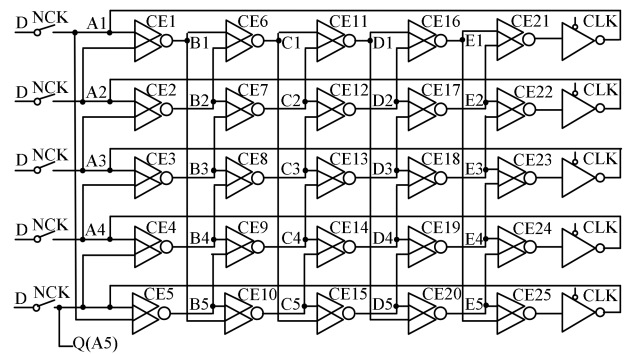 D NCK A1 CE1 B1 CE6 C1 CE11 D1 CE16 E1 CE21 CLK
D NCK A2 CE2 B2 CE7 C2 CE12 D2 CE17 E2 CE22 CLK
D NCK A3 CE3 B3 CE8 C3 CE13 D3 CE18 E3 CE23 CLK
D NCK A4 CE4 B4 CE9 C4 CE14 D4 CE19 E4 CE24 CLK
D NCK CE5 B5 CE10 C5 CE15 D5 CE20 E5 CE25 CLK
Q(A5)